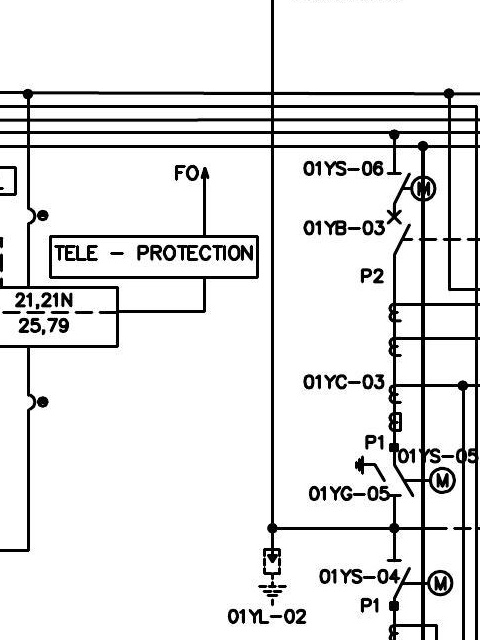 FO
01YS-06
M
01YB-03
TELE - PROTECTION
P2
21,21N
25,79
01YC-03
P1
01YS-05
M
01YG-05
01YS-04
M
P1
01YL-02